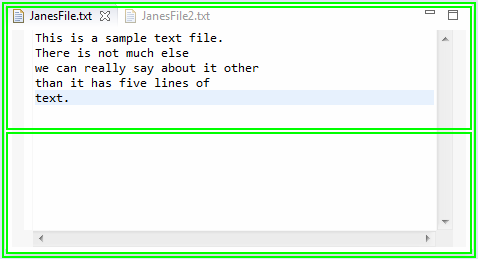 JanesFile.txt JanesFile2.txt
This is a sample text file.
There is not much else
we can really say about it other
than it has five lines of
text.